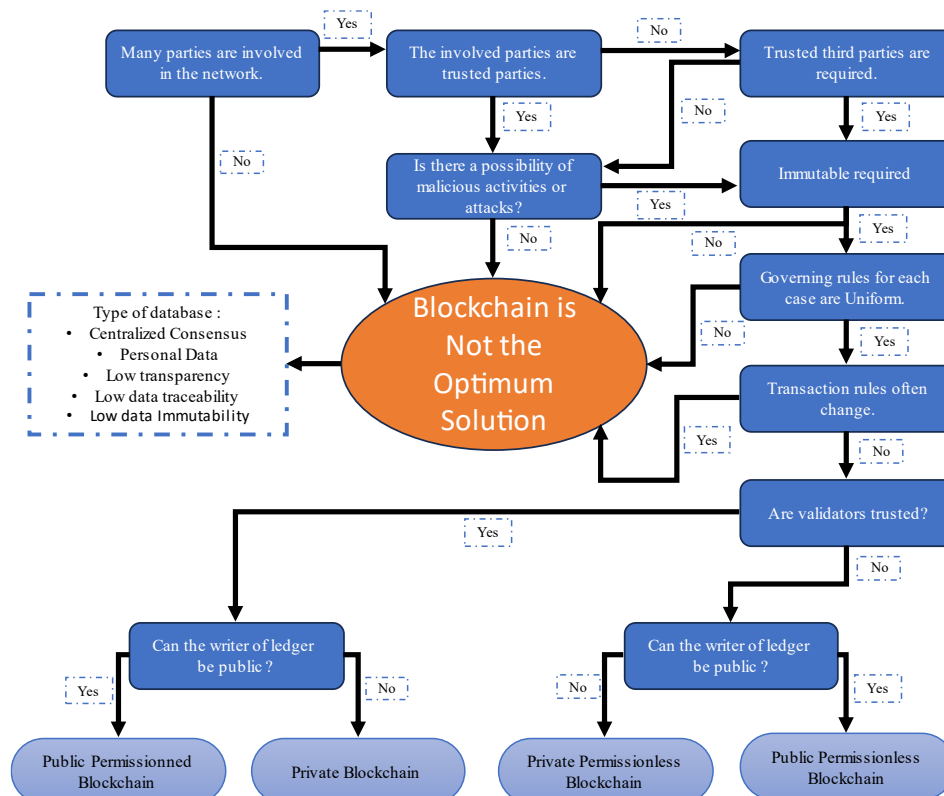 Yes
No
Many parties are involved
in the network.
The involved parties are
trusted parties.
Trusted third parties are
required.
No
Yes
Yes
No
Is there a possibility of
malicious activities or
attacks?
Immutable required
Yes
No
No
Yes
Blockchain is
Not the
Optimum
Solution
Governing rules for each
case are Uniform.
Type of database :
• Centralized Consensus
• Personal Data
• Low transparency
• Low data traceability
• Low data Immutability
No
Yes
Transaction rules often
change.
Yes
No
Are validators trusted?
Yes
No
Can the writer of ledger
be public ?
Can the writer of ledger
be public ?
Yes
No
No
Yes
Public Permissionned
Blockchain
Private Blockchain
Private Permissionless
Blockchain
Public Permissionless
Blockchain